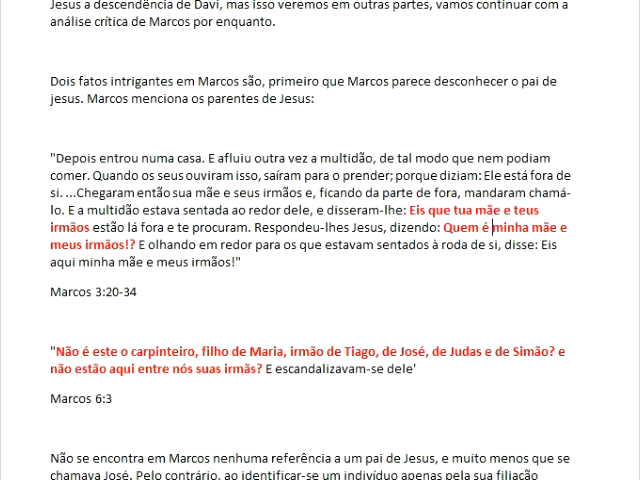 Jesus a descendência de Davi, mas isso veremos em outras partes, vamos continuar com a
análise crítica de Marcos por enquanto.
Dois fatos intrigantes em Marcos são, primeiro que Marcos parece desconhecer o pai de
jesus. Marcos menciona os parentes de Jesus:
"Depois entrou numa casa. E afluiu outra vez a multidão, de tal modo que nem podiam
comer. Quando os seus ouviram isso, saíram para o prender; porque diziam: Ele está fora de
si. ...Chegaram então sua mãe e seus irmãos e, ficando da parte de fora, mandaram chamá-
lo. E a multidão estava sentada ao redor dele, e disseram-lhe: Eis que tua mãe e teus
irmãos estão lá fora e te procuram. Respondeu-lhes Jesus, dizendo: Quem é minha mãe e
meus irmãos!? E olhando em redor para os que estavam sentados à roda de si, disse: Eis
aqui minha mãe e meus irmãos!"
Marcos 3:20-34
"Não é este o carpinteiro, filho de Maria, irmão de Tiago, de José, de Judas e de Simão? e
não estão aqui entre nós suas irmãs? E escandalizavam-se dele'
Marcos 6:3
Não se encontra em Marcos nenhuma referência a um pai de Jesus, e muito menos que se
chamava José. Pelo contrário, ao identificar-se um indivíduo apenas pela sua filiação